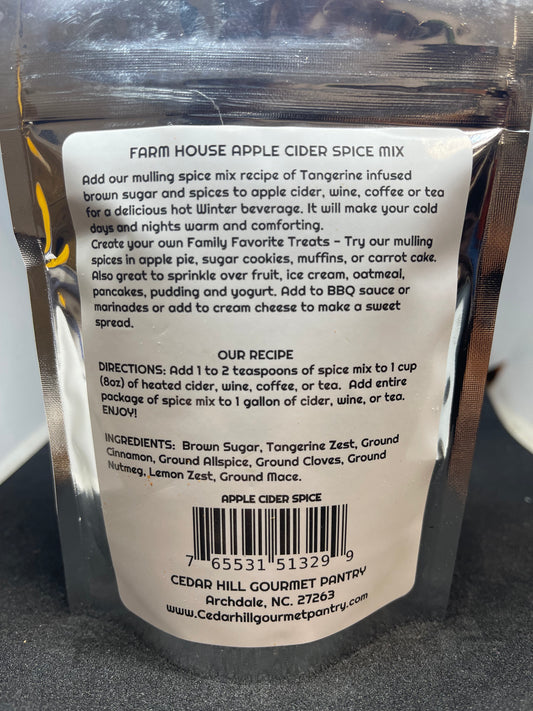 FARM HOUSE APPLE CIDER SPICE MIX
Add our mulling spice mix recipe of Tangerine infused
brown sugar and spices to apple cider, wine, coffee or tea
for a delicious hot Winter beverage. It will make your cold
days and nights warm and comforting.
Create your own Family Favorite Treats - Try our mulling
spices in apple pie, sugar cookies, muffins, or carrot cake.
Also great to sprinkle over fruit, ice cream, oatmeal,
pancakes, pudding and yogurt. Add to BBQ sauce or
marinades or add to cream cheese to make a sweet
spread.
OUR RECIPE
DIRECTIONS: Add 1 to 2 teaspoons of spice mix to 1 cup
(8oz) of heated cider, wine, coffee, or tea. Add entire
package of spice mix to 1 gallon of cider, wine, or tea.
ENJOY!
INGREDIENTS: Brown Sugar, Tangerine Zest, Ground
Cinnamon, Ground Allspice, Ground Cloves, Ground
Nutmeg, Lemon Zest, Ground Mace.
APPLE CIDER SPICE
7 65531 51329 9
CEDAR HILL GOURMET PANTRY
Archdale, NC. 27263
www.Cedarhillgourmetpantry.com